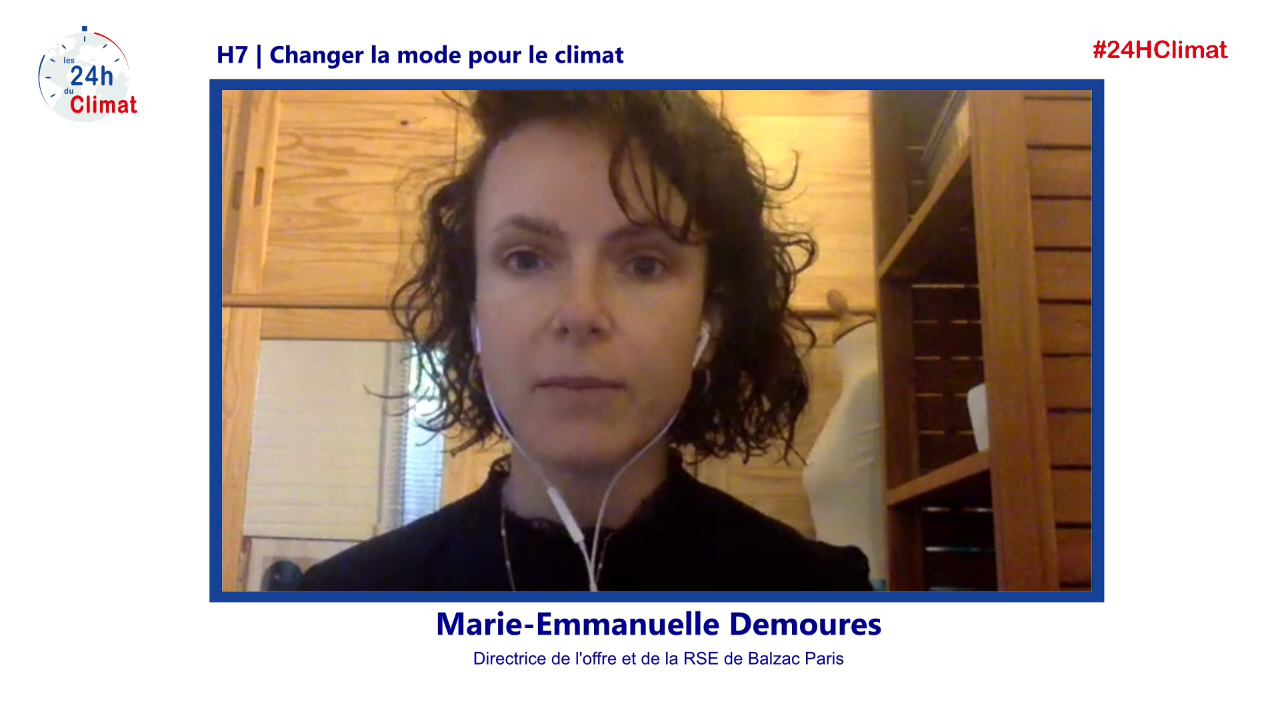 les
24h
du
Climat
H7 | Changer la mode pour le climat
#24HClimat
Marie-Emmanuelle Demoures
Directrice de l'offre et de la RSE de Balzac Paris